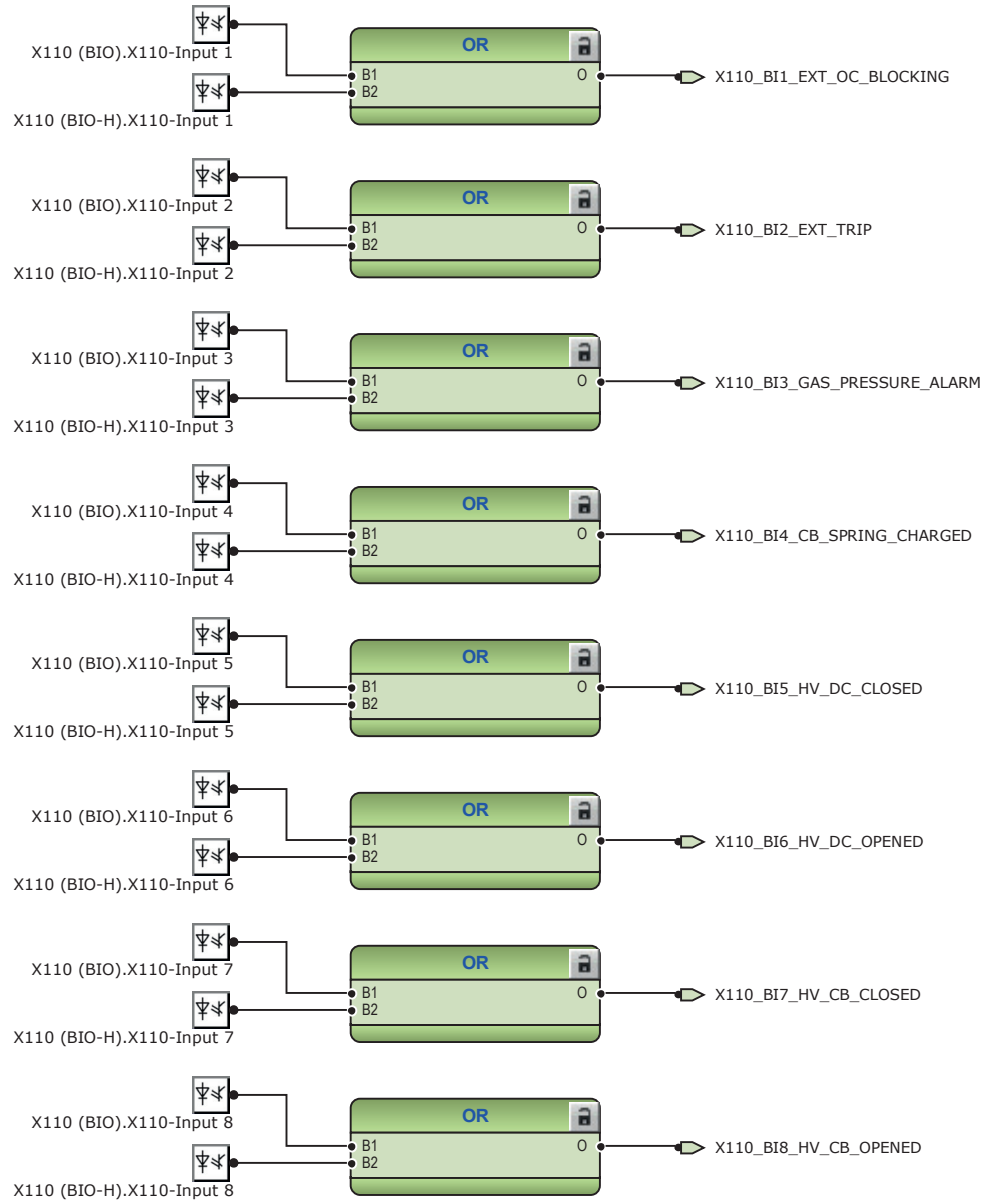 X110 (BIO).X110-Input 1
X110 (BIO-H).X110-Input 1
OR
B1
B2
O
X110_BI1_EXT_OC_BLOCKING
X110 (BIO).X110-Input 2
X110 (BIO-H).X110-Input 2
OR
B1
B2
O
X110_BI2_EXT_TRIP
X110 (BIO).X110-Input 3
X110 (BIO-H).X110-Input 3
OR
B1
B2
O
X110_BI3_GAS_PRESSURE_ALARM
X110 (BIO).X110-Input 4
X110 (BIO-H).X110-Input 4
OR
B1
B2
O
X110_BI4_CB_SPRING_CHARGED
X110 (BIO).X110-Input 5
X110 (BIO-H).X110-Input 5
OR
B1
B2
O
X110_BI5_HV_DC_CLOSED
X110 (BIO).X110-Input 6
X110 (BIO-H).X110-Input 6
OR
B1
B2
O
X110_BI6_HV_DC_OPENED
X110 (BIO).X110-Input 7
X110 (BIO-H).X110-Input 7
OR
B1
B2
O
X110_BI7_HV_CB_CLOSED
X110 (BIO).X110-Input 8
X110 (BIO-H).X110-Input 8
OR
B1
B2
O
X110_BI8_HV_CB_OPENED